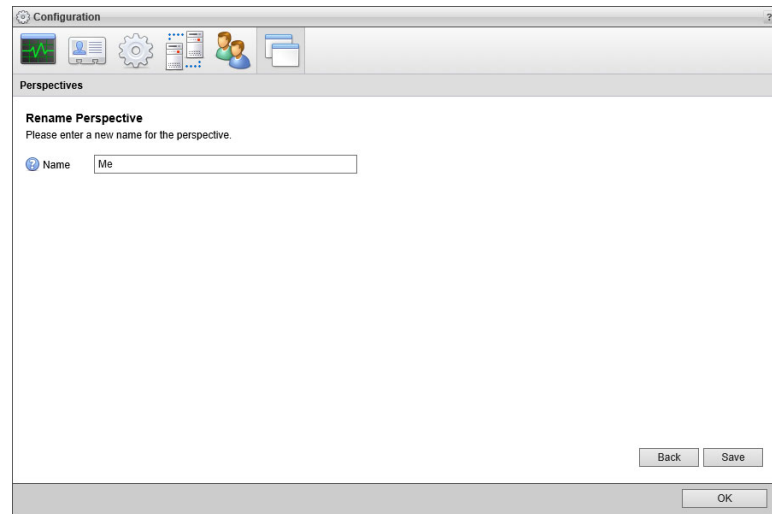 Configuration
?
Perspectives
Rename Perspective
Please enter a new name for the perspective.
? Name Me
Back Save
OK